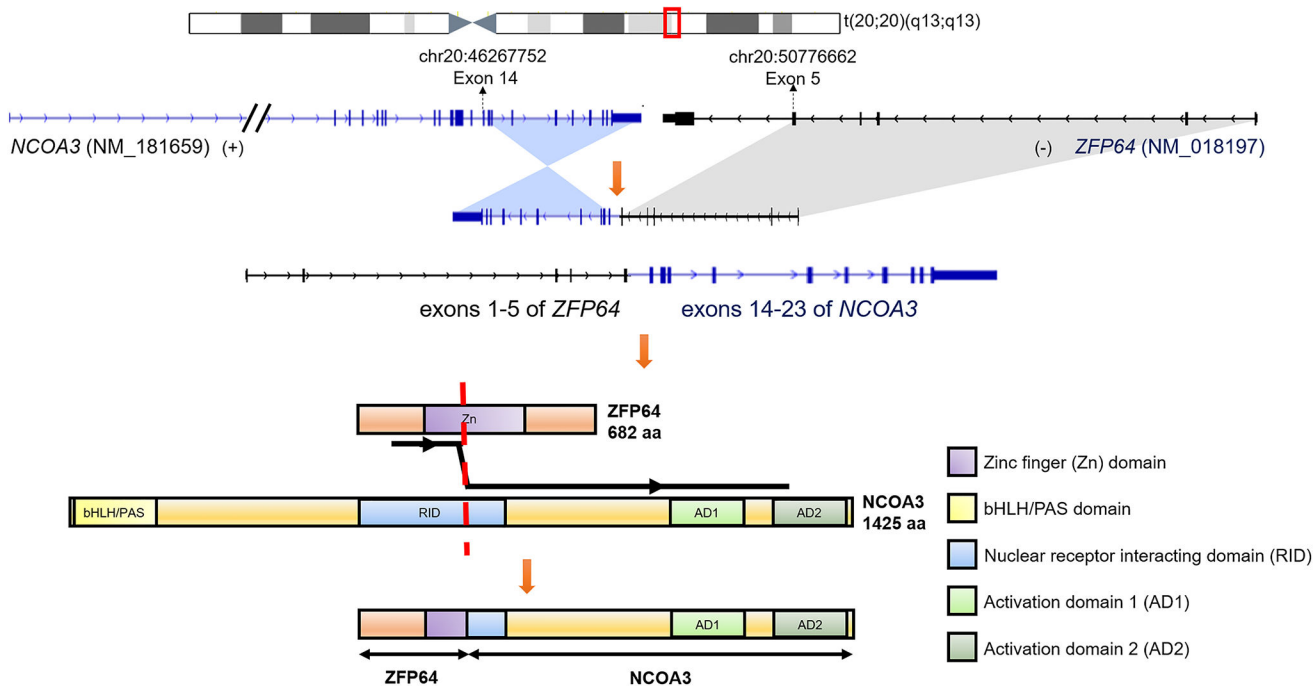 t(20;20)(q13;q13)
chr20:46267752
Exon 14
chr20:50776662
Exon 5
NCOA3 (NM_181659) (+)
(-) ZFP64 (NM_018197)
exons 1-5 of ZFP64
exons 14-23 of NCOA3
Zn
ZFP64
682 aa
bHLH/PAS
RID
AD1
AD2
NCOA3
1425 aa
AD1
AD2
ZFP64
NCOA3
Zinc finger (Zn) domain
bHLH/PAS domain
Nuclear receptor interacting domain (RID)
Activation domain 1 (AD1)
Activation domain 2 (AD2)